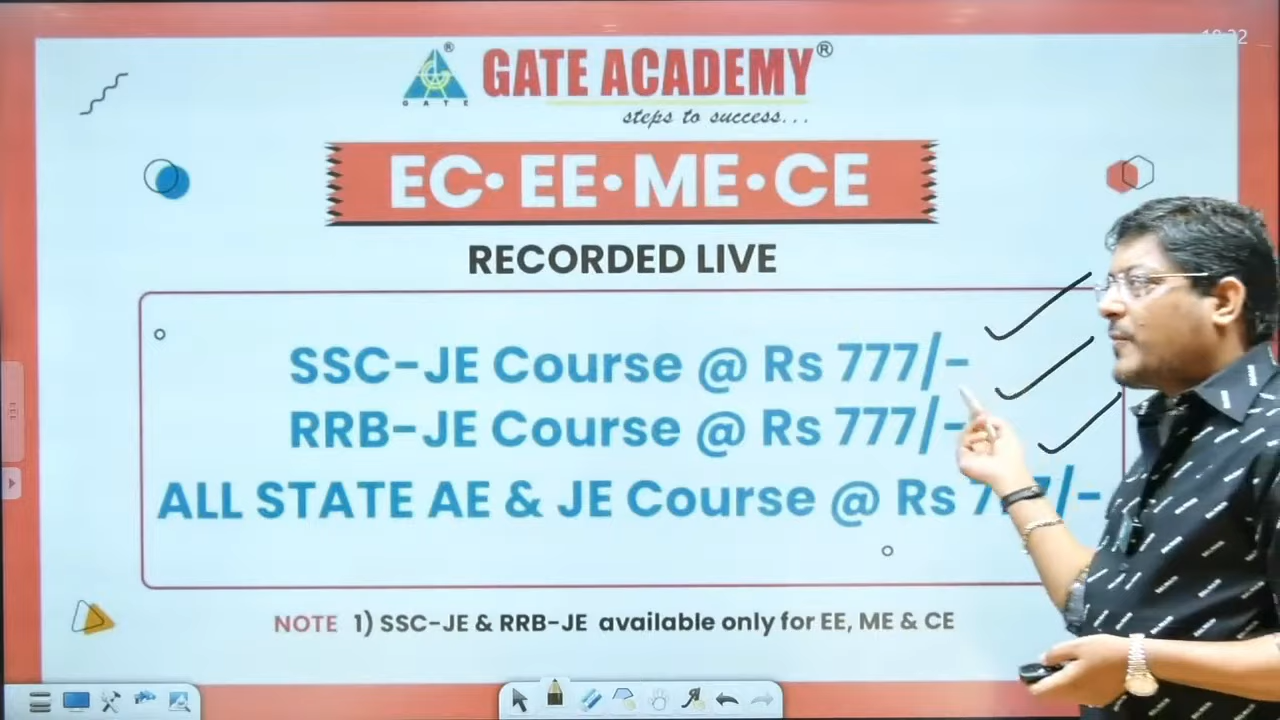 GATE ACADEMY®
GATE
steps to success...
EC • EE • ME • CE
RECORDED LIVE
SSC-JE Course @ Rs 777/-
RRB-JE Course @ Rs 777/-
ALL STATE AE & JE Course @ Rs
NOTE 1) SSC-JE & RRB-JE available only for EE, ME & CE